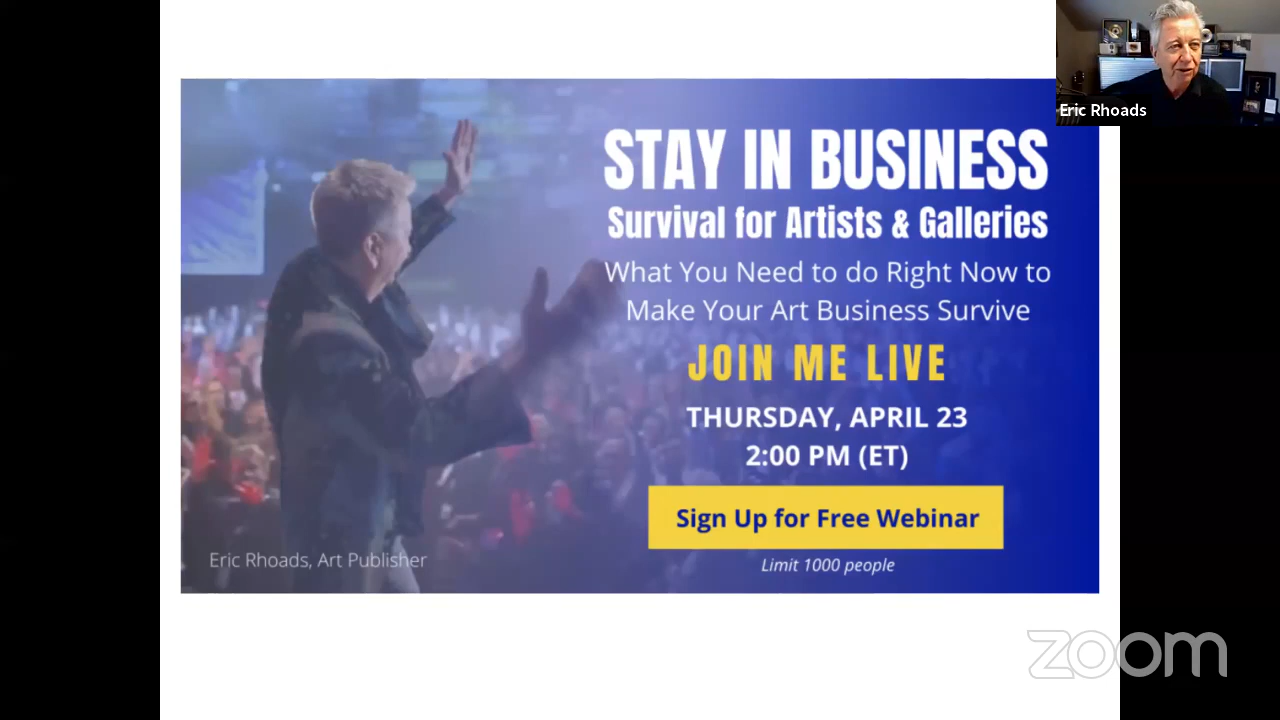 Eric Rhoads
STAY IN BUSINESS
Survival for Artists & Galleries
What You Need to do Right Now to
Make Your Art Business Survive
JOIN ME LIVE
THURSDAY, APRIL 23
2:00 PM (ET)
Sign Up for Free Webinar
Limit 1000 people
Eric Rhoads, Art Publisher
zoom